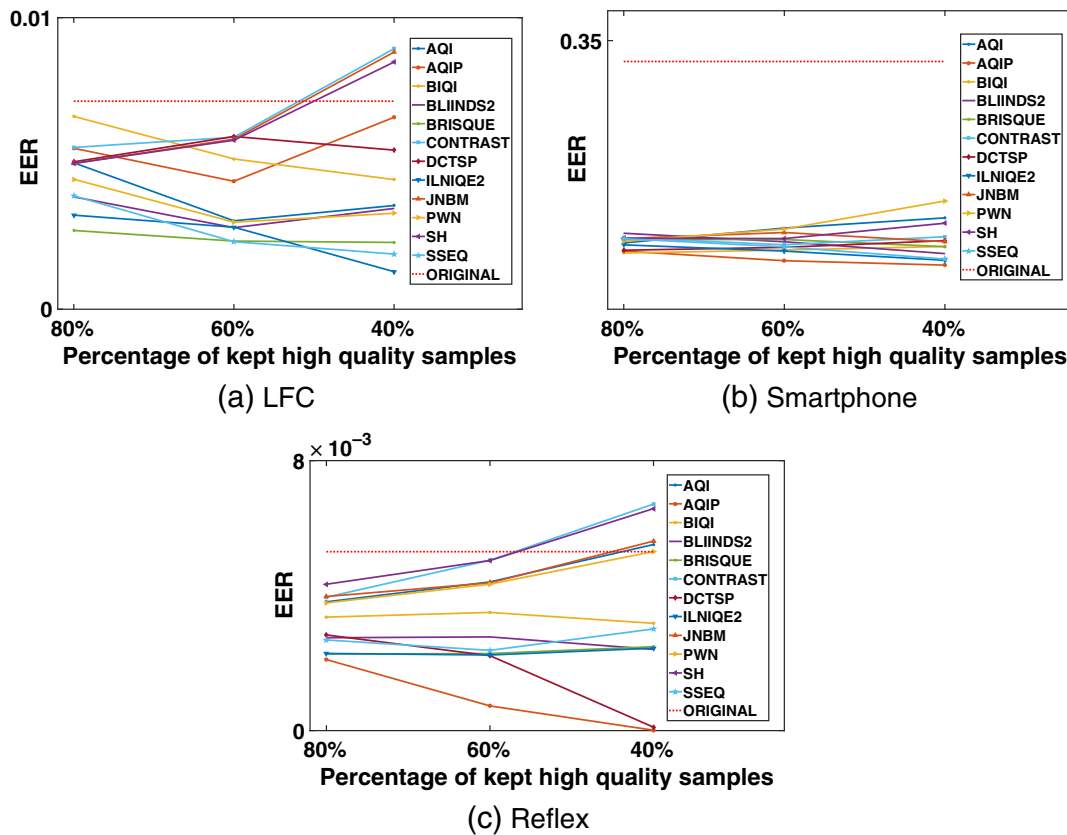 0.01
EER
0
AQI
AQIP
BIQI
BLIINDS2
BRISQUE
CONTRAST
DCTSP
ILNIQE2
JNBM
PWN
SH
SSEQ
ORIGINAL
80% 60% 40%
Percentage of kept high quality samples
(a) LFC
0.35
EER
0
AQI
AQIP
BIQI
BLIINDS2
BRISQUE
CONTRAST
DCTSP
ILNIQE2
JNBM
PWN
SH
SSEQ
ORIGINAL
80% 60% 40%
Percentage of kept high quality samples
(b) Smartphone
8 × 10⁻³
EER
0
AQI
AQIP
BIQI
BLIINDS2
BRISQUE
CONTRAST
DCTSP
ILNIQE2
JNBM
PWN
SH
SSEQ
ORIGINAL
80% 60% 40%
Percentage of kept high quality samples
(c) Reflex